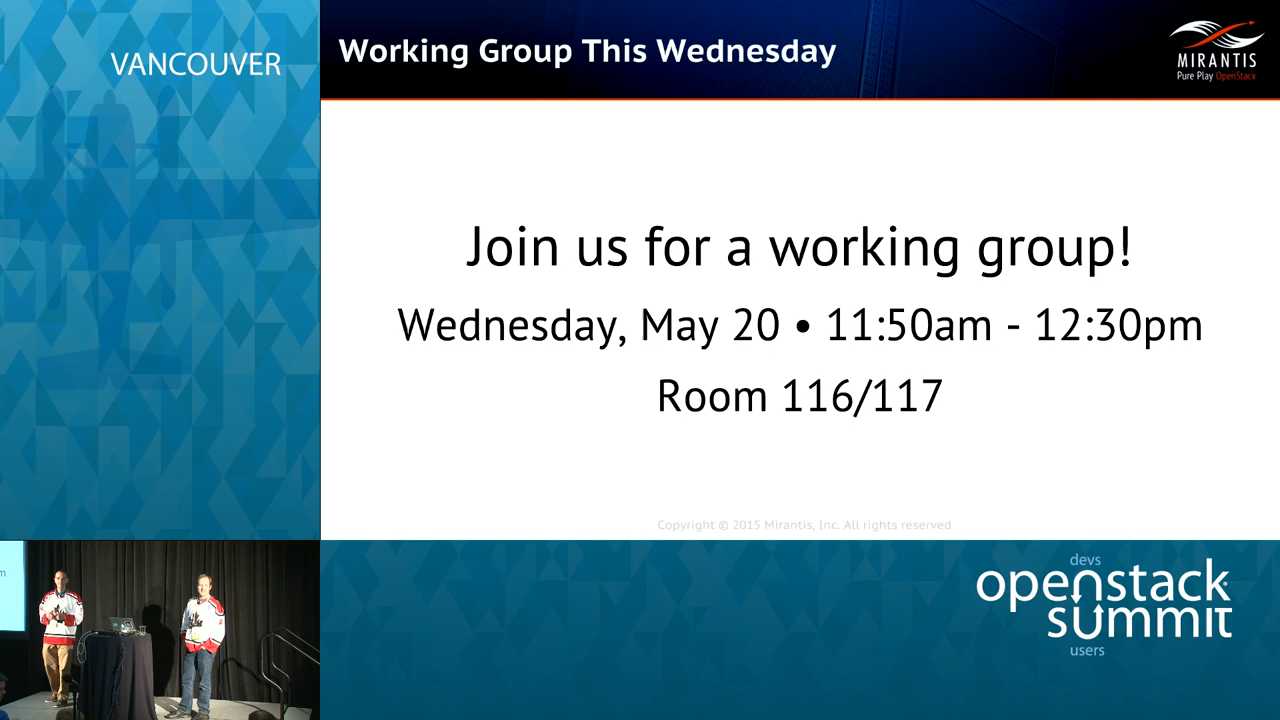 VANCOUVER
Working Group This Wednesday
MIRANTIS
Pure Play OpenStack
Join us for a working group!
Wednesday, May 20 • 11:50am - 12:30pm
Room 116/117
Copyright © 2015 Mirantis, Inc. All rights reserved
m
devs
openstack
summit
users